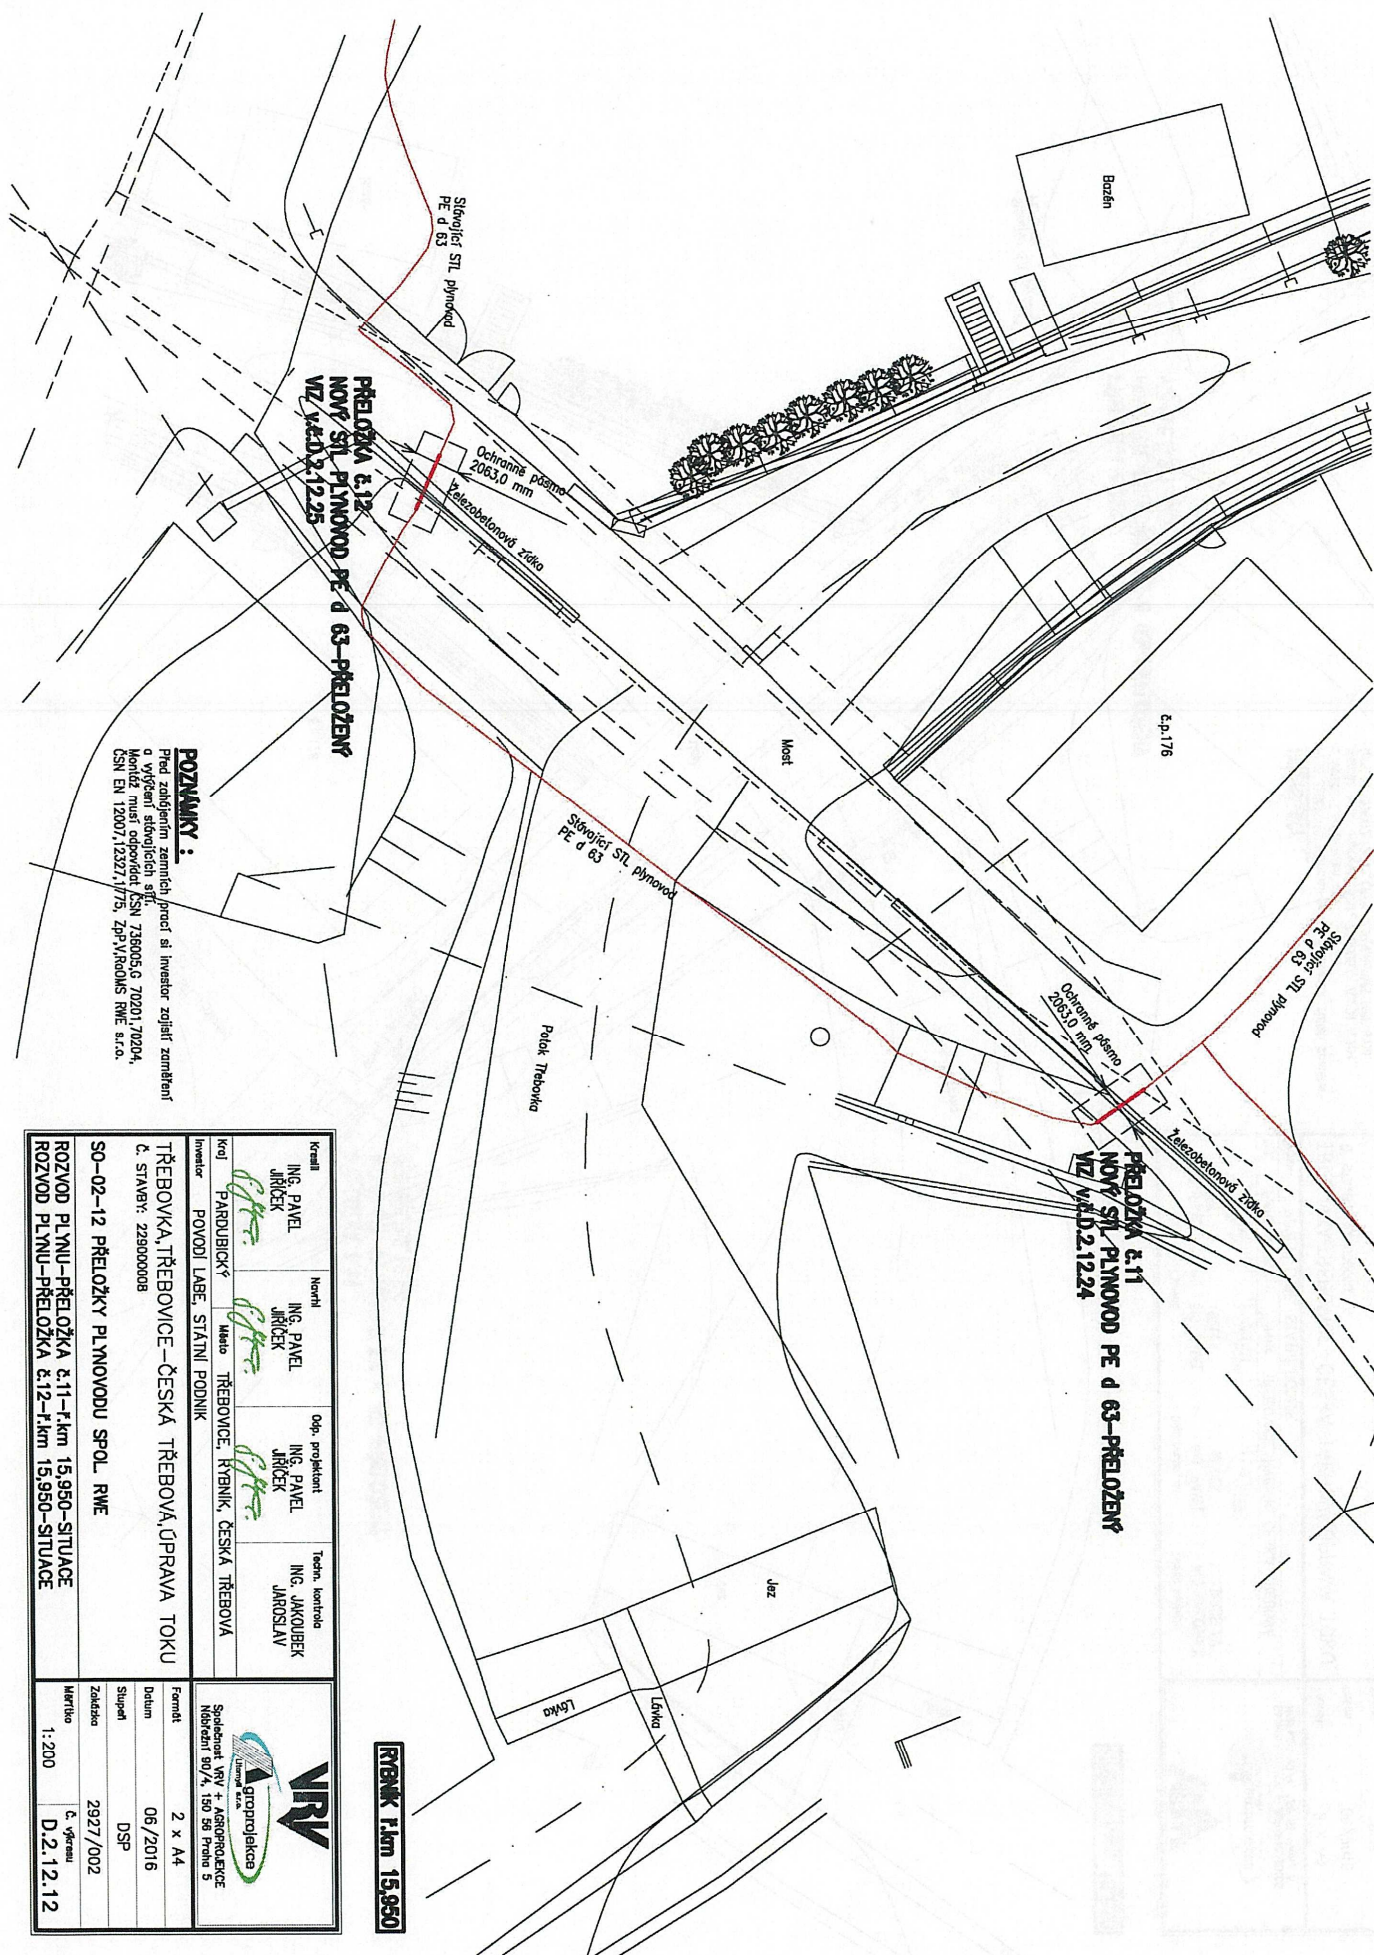 Bazén
Stávající STL plynovod
PE d 63
PŘELOŽKA č.12
NOVÝ STL PLYNOVOD PE d 63-PŘELOŽENÝ
VIZ v.č.D.2.12.25
Ochranné pásmo
2063,0 mm
Železobetonová zídka
Most
č.p.176
Stávající STL plynovod
PE d 63
Stávající STL plynovod
PE d 63
Ochranné pásmo
2063,0 mm
Železobetonová zídka
PŘELOŽKA č.11
NOVÝ STL PLYNOVOD PE d 63-PŘELOŽENÝ
VIZ v.č.D.2.12.24
Potok Třebovka
Jez
Lávka
Lávka
RYBNÍK ř.km 15,950
POZNÁMKY :
Před zahájením zemních prací si investor zajistí zaměření
a vytýčení stávajících sítí.
Montáž musí odpovídat ČSN 736005,G 70201,70204,
ČSN EN 12007,12327,1775, ZpP,VRaOMS RWE s.r.o.
Kreslil
ING. PAVEL
JIŘÍČEK
Navrhl
ING. PAVEL
JIŘÍČEK
Odp. projektant
ING. PAVEL
JIŘÍČEK
Techn. kontrola
ING. JAKOUBEK
JAROSLAV
Kraj PARDUBICKÝ
Město TŘEBOVICE, RYBNÍK, ČESKÁ TŘEBOVÁ
Investor POVODÍ LABE, STÁTNÍ PODNIK
TŘEBOVKA,TŘEBOVICE-ČESKÁ TŘEBOVÁ,ÚPRAVA TOKU
Č. STAVBY: 229000008
SO-02-12 PŘELOŽKY PLYNOVODU SPOL. RWE
ROZVOD PLYNU-PŘELOŽKA č.11-ř.km 15,950-SITUACE
ROZVOD PLYNU-PŘELOŽKA č.12-ř.km 15,950-SITUACE
VRV
Agroprojekce
Litomyšl s.r.o.
Společnost VRV + AGROPROJEKCE
Nábřežní 90/4, 150 56 Praha 5
Formát 2 x A4
Datum 06/2016
Stupeň DSP
Zakázka 2927/002
Měřítko 1:200
Č. výkresu D.2.12.12